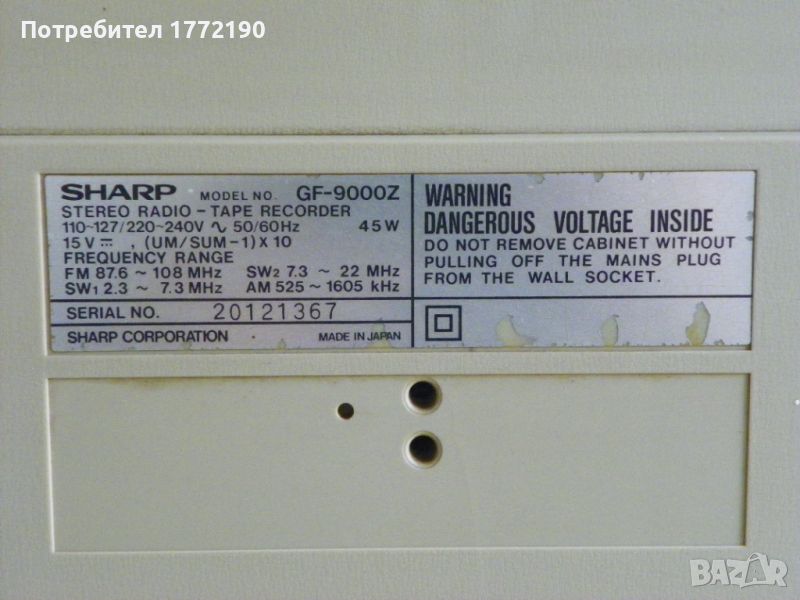 Потребител 1772190
SHARP MODEL NO. GF-9000Z
STEREO RADIO - TAPE RECORDER
110~127/220~240V ∿ 50/60Hz 45W
15V ⎓ , (UM/SUM-1) X 10
FREQUENCY RANGE
FM 87.6 ~ 108 MHz SW2 7.3 ~ 22 MHz
SW1 2.3 ~ 7.3 MHz AM 525 ~ 1605 kHz
SERIAL NO. 20121367
SHARP CORPORATION MADE IN JAPAN
WARNING
DANGEROUS VOLTAGE INSIDE
DO NOT REMOVE CABINET WITHOUT
PULLING OFF THE MAINS PLUG
FROM THE WALL SOCKET.
BAZAR